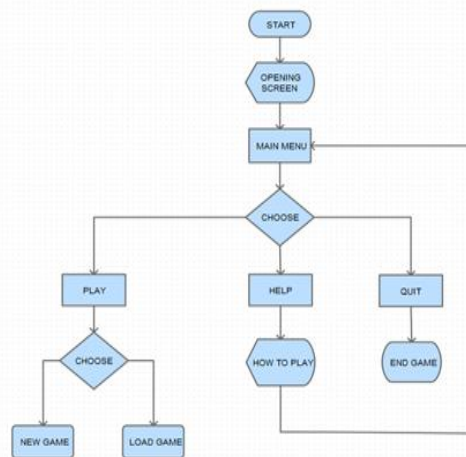 START
OPENING
SCREEN
MAIN MENU
CHOOSE
PLAY
HELP
QUIT
CHOOSE
HOW TO PLAY
END GAME
NEW GAME
LOAD GAME